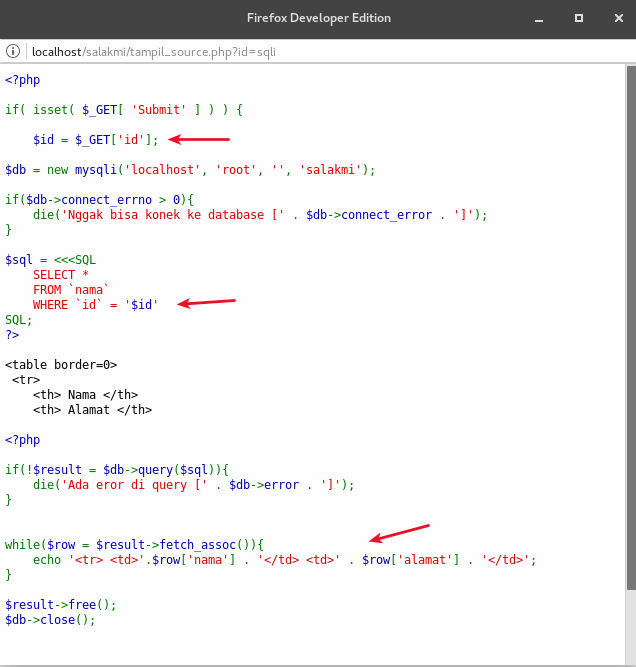 Firefox Developer Edition
localhost/salakmi/tampil_source.php?id=sqli
<?php
if( isset( $_GET[ 'Submit' ] ) ) {
    $id = $_GET['id'];
$db = new mysqli('localhost', 'root', '', 'salakmi');
if($db->connect_errno > 0){
    die('Nggak bisa konek ke database [' . $db->connect_error . ']');
}
$sql = <<<SQL
    SELECT *
    FROM `nama`
    WHERE `id` = '$id'
SQL;
?>
<table border=0>
 <tr>
    <th> Nama </th>
    <th> Alamat </th>
<?php
if(!$result = $db->query($sql)){
    die('Ada eror di query [' . $db->error . ']');
}
while($row = $result->fetch_assoc()){
    echo '<tr> <td>'.$row['nama'] . '</td> <td>' . $row['alamat'] . '</td>';
}
$result->free();
$db->close();